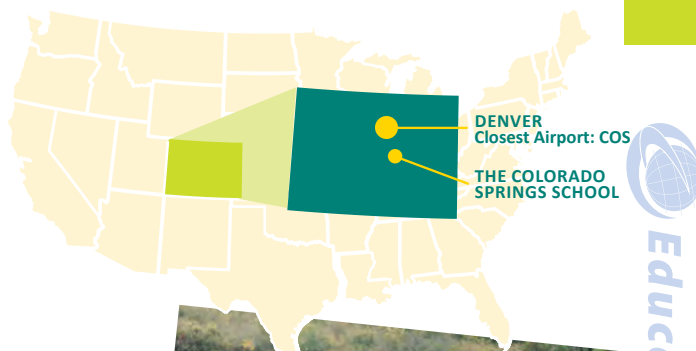 DENVER
Closest Airport: COS
THE COLORADO
SPRINGS SCHOOL
Educ